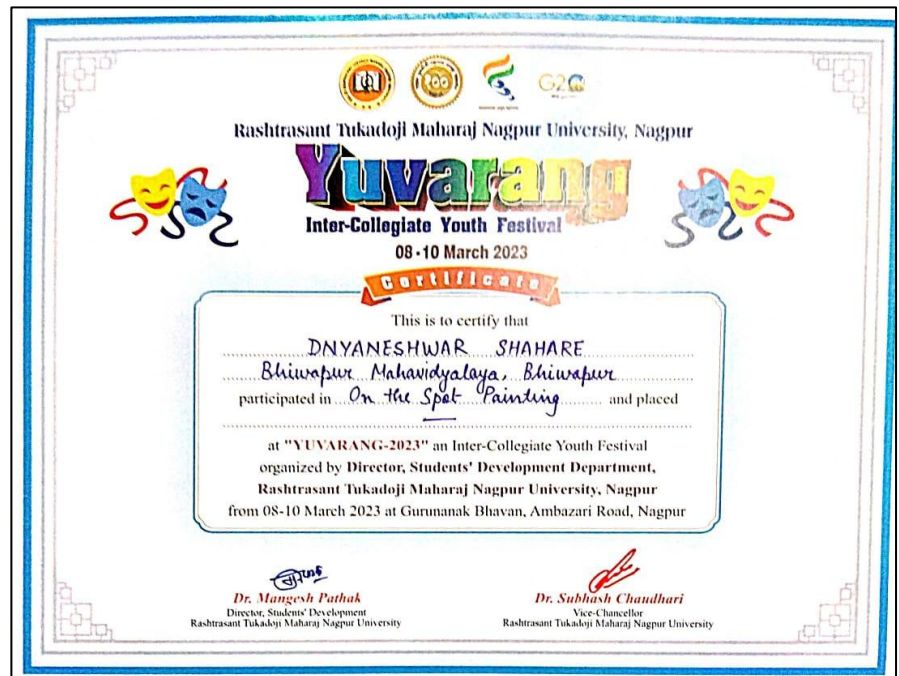 २००
G20
Rashtrasant Tukadoji Maharaj Nagpur University, Nagpur
Yuvarang
Inter-Collegiate Youth Festival
08-10 March 2023
Certificate
This is to certify that
DNYANESHWAR SHAHARE
Bhiwapur Mahavidyalaya, Bhiwapur
participated in On the Spot Painting and placed
—
at "YUVARANG-2023" an Inter-Collegiate Youth Festival
organized by Director, Students' Development Department,
Rashtrasant Tukadoji Maharaj Nagpur University, Nagpur
from 08-10 March 2023 at Gurunanak Bhavan, Ambazari Road, Nagpur
Dr. Mangesh Pathak
Director, Students' Development
Rashtrasant Tukadoji Maharaj Nagpur University
Dr. Subhash Chaudhari
Vice-Chancellor
Rashtrasant Tukadoji Maharaj Nagpur University